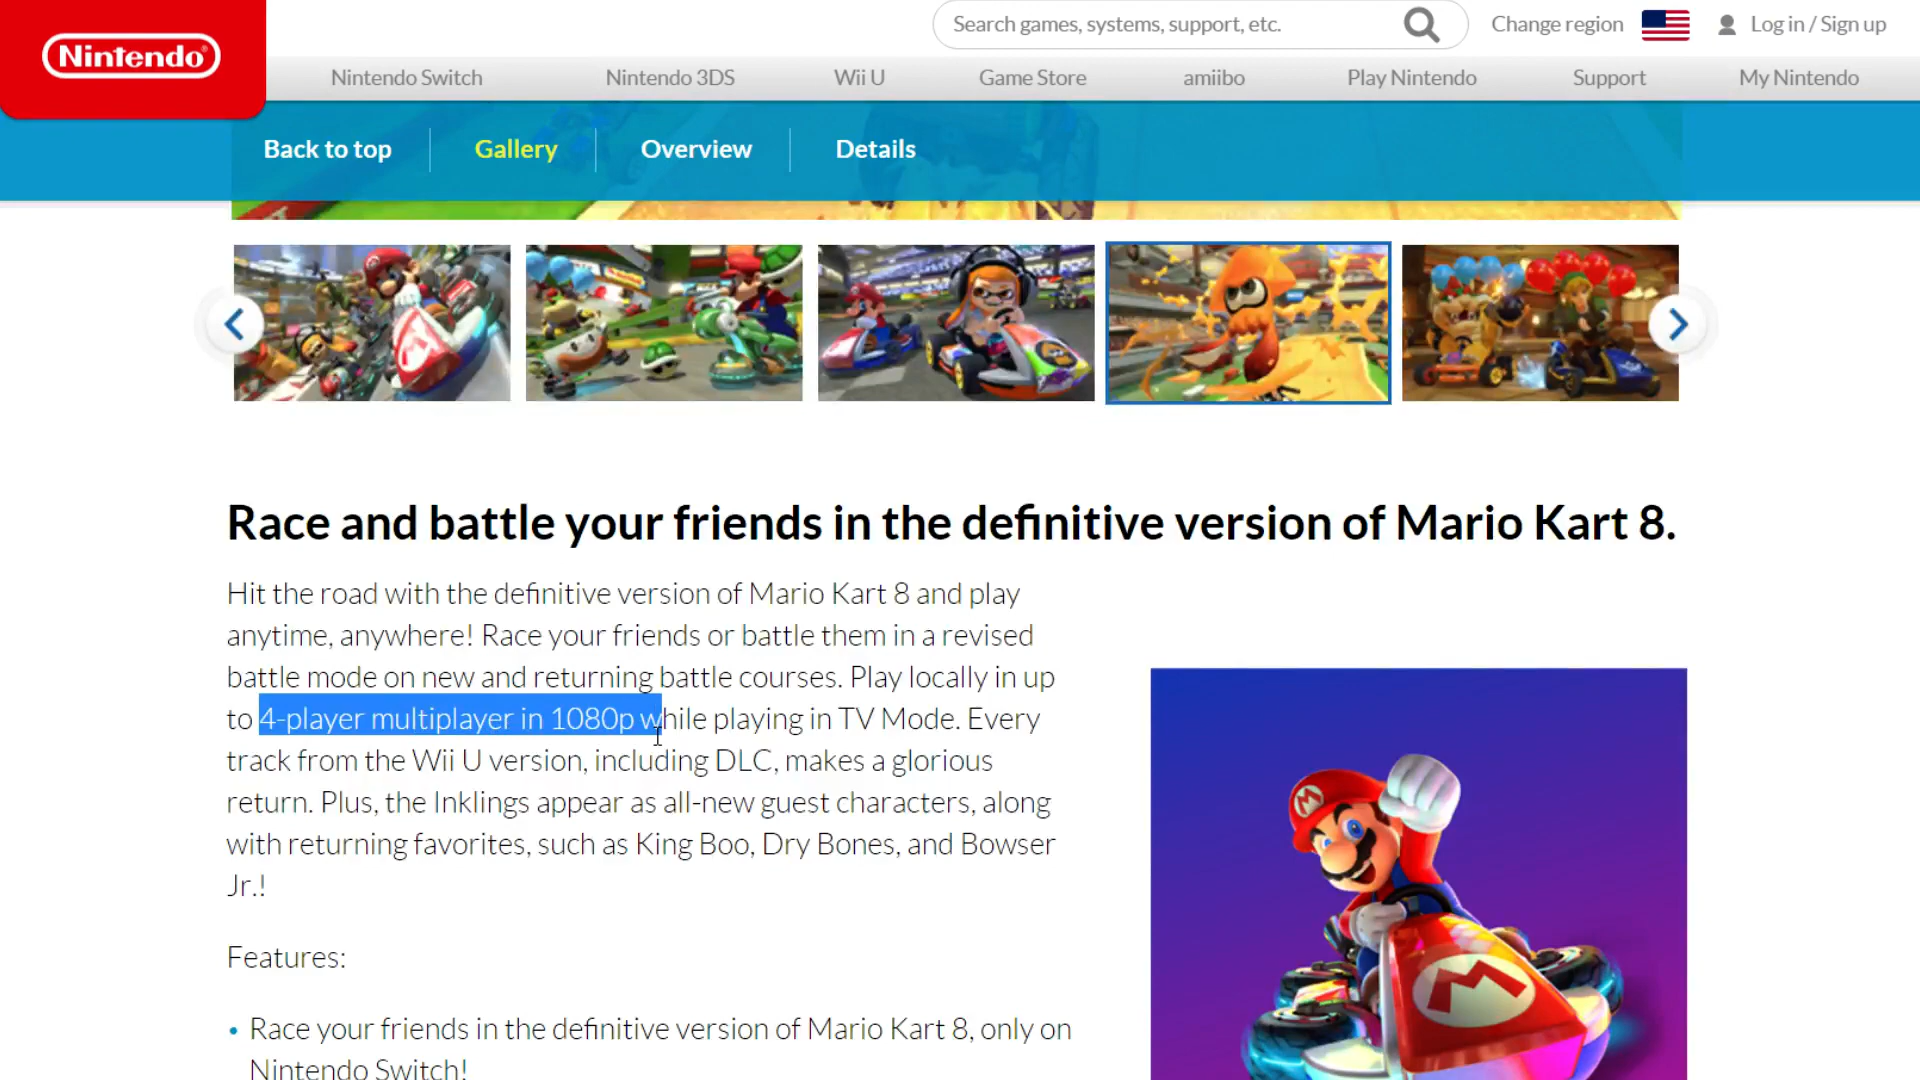 Nintendo
Search games, systems, support, etc.
Change region
Log in / Sign up
Nintendo Switch
Nintendo 3DS
Wii U
Game Store
amiibo
Play Nintendo
Support
My Nintendo
Back to top
Gallery
Overview
Details
Race and battle your friends in the definitive version of Mario Kart 8.
Hit the road with the definitive version of Mario Kart 8 and play
anytime, anywhere! Race your friends or battle them in a revised
battle mode on new and returning battle courses. Play locally in up
to 4-player multiplayer in 1080p while playing in TV Mode. Every
track from the Wii U version, including DLC, makes a glorious
return. Plus, the Inklings appear as all-new guest characters, along
with returning favorites, such as King Boo, Dry Bones, and Bowser
Jr.!
Features:
• Race your friends in the definitive version of Mario Kart 8, only on
Nintendo Switch!